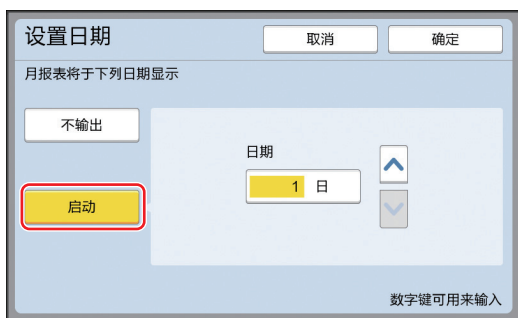 设置日期
取消
确定
月报表将于下列日期显示
不输出
日期
1 日
启动
数字键可用来输入